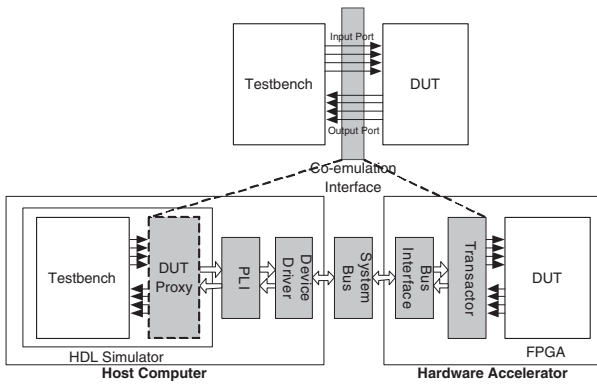 Input Port
Testbench
DUT
Output Port
Co-emulation
Interface
Testbench
DUT
Proxy
PLI
Device
Driver
System
Bus
Bus
Interface
Transactor
DUT
HDL Simulator
FPGA
Host Computer
Hardware Accelerator